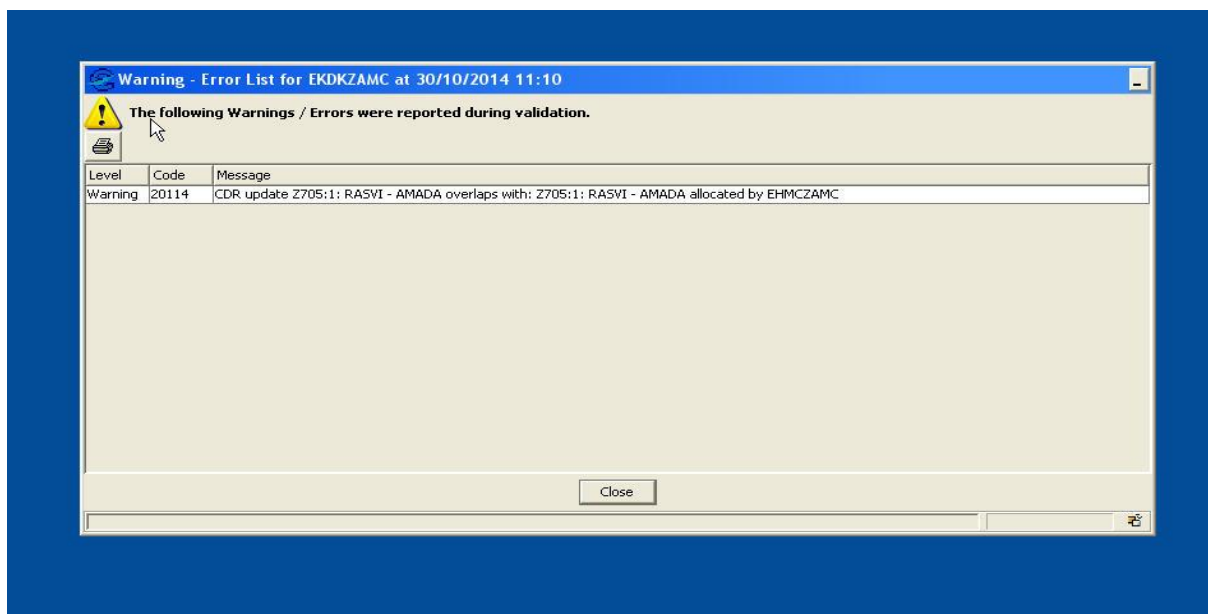 Warning - Error List for EKDKZAMC at 30/10/2014 11:10
The following Warnings / Errors were reported during validation.
Level Code Message
Warning 20114 CDR update Z705:1: RASVI - AMADA overlaps with: Z705:1: RASVI - AMADA allocated by EHMCZAMC
Close